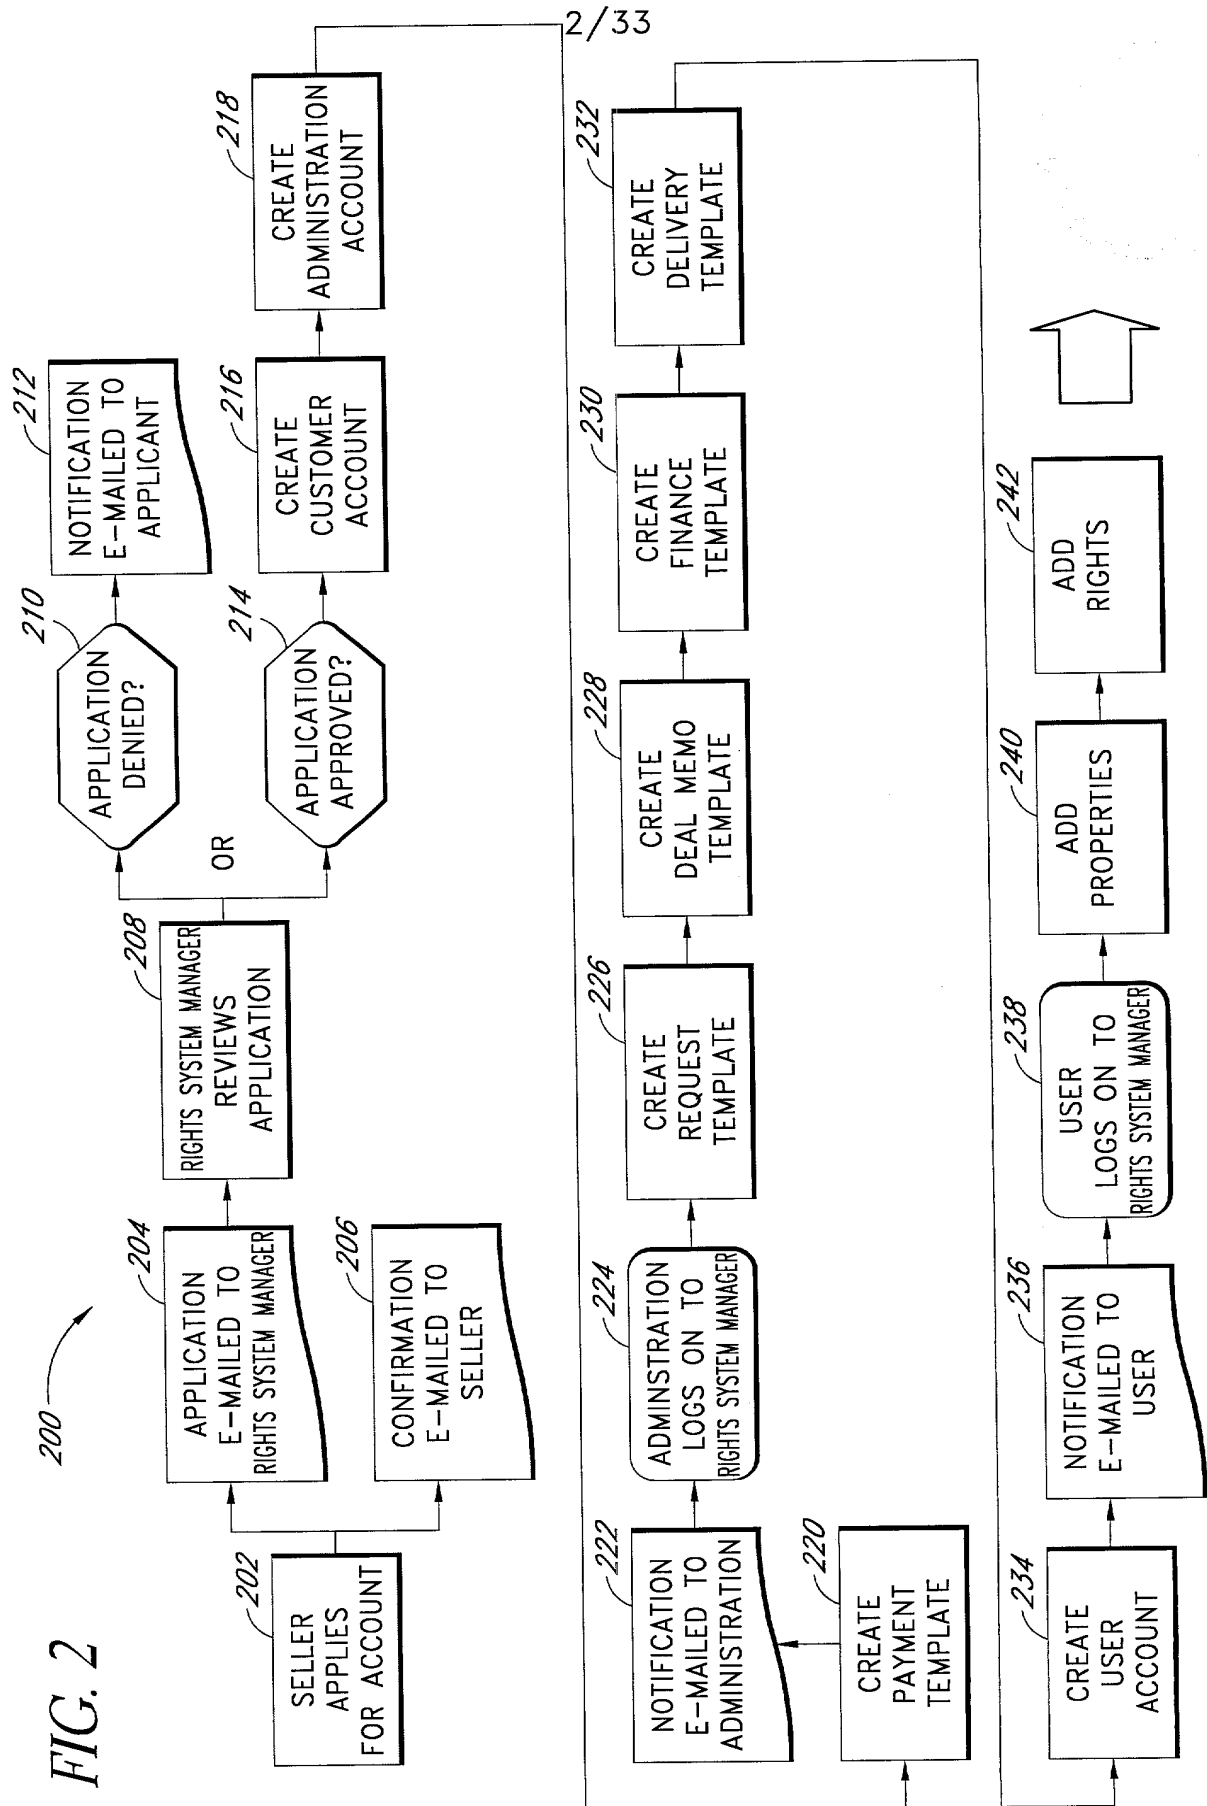 2/33
FIG. 2
200
202
SELLER
APPLIES
FOR ACCOUNT
204
APPLICATION
E-MAILED TO
RIGHTS SYSTEM MANAGER
206
CONFIRMATION
E-MAILED TO
SELLER
208
RIGHTS SYSTEM MANAGER
REVIEWS
APPLICATION
OR
210
APPLICATION
DENIED?
212
NOTIFICATION
E-MAILED TO
APPLICANT
214
APPLICATION
APPROVED?
216
CREATE
CUSTOMER
ACCOUNT
218
CREATE
ADMINISTRATION
ACCOUNT
220
CREATE
PAYMENT
TEMPLATE
222
NOTIFICATION
E-MAILED TO
ADMINISTRATION
224
ADMINSTRATION
LOGS ON TO
RIGHTS SYSTEM MANAGER
226
CREATE
REQUEST
TEMPLATE
228
CREATE
DEAL MEMO
TEMPLATE
230
CREATE
FINANCE
TEMPLATE
232
CREATE
DELIVERY
TEMPLATE
234
CREATE
USER
ACCOUNT
236
NOTIFICATION
E-MAILED TO
USER
238
USER
LOGS ON TO
RIGHTS SYSTEM MANAGER
240
ADD
PROPERTIES
242
ADD
RIGHTS